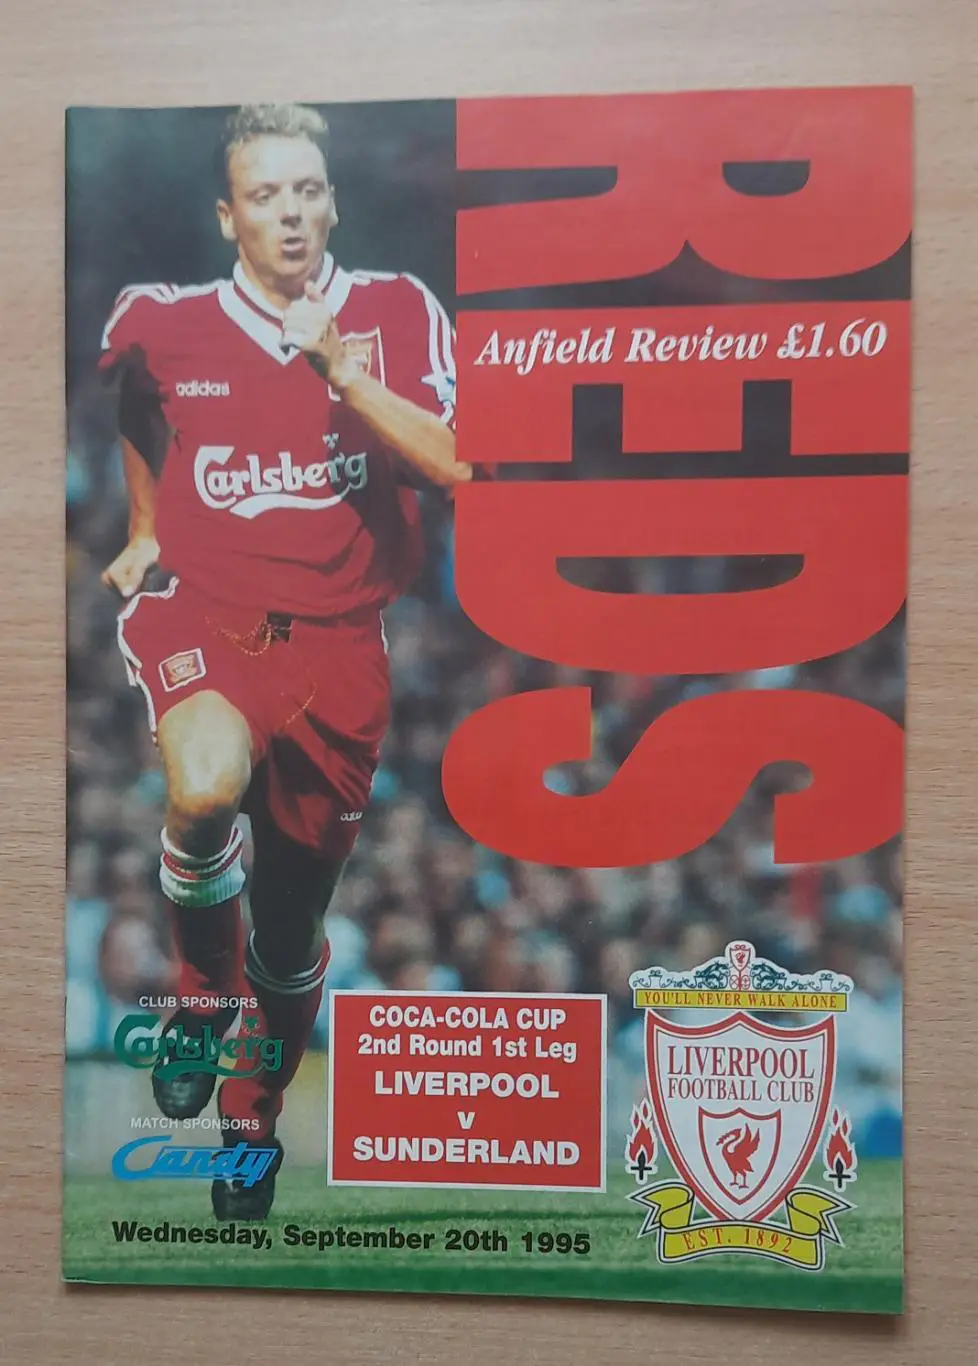 REDS
Anfield Review £1.60
adidas
Carlsberg
adidas
CLUB SPONSORS
Carlsberg
MATCH SPONSORS
Candy
COCA-COLA CUP
2nd Round 1st Leg
LIVERPOOL
v
SUNDERLAND
YOU'LL NEVER WALK ALONE
LIVERPOOL
FOOTBALL CLUB
EST. 1892
Wednesday, September 20th 1995